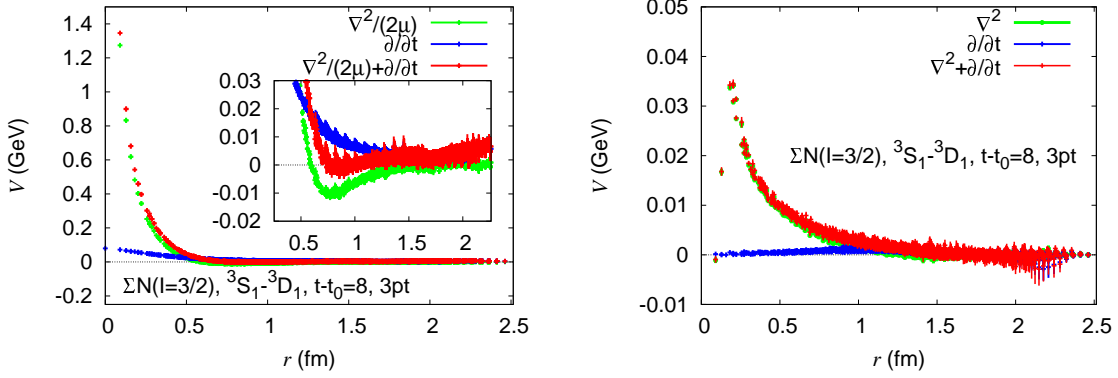 1.4
1.2
1
0.8
0.6
0.4
0.2
0
-0.2
V (GeV)
∇²/(2μ)
∂/∂t
∇²/(2μ)+∂/∂t
0.03
0.02
0.01
0
-0.01
-0.02
0.5 1 1.5 2
ΣN(I=3/2), ³S₁-³D₁, t-t₀=8, 3pt
0 0.5 1 1.5 2 2.5
r (fm)
0.05
0.04
0.03
0.02
0.01
0
-0.01
V (GeV)
∇²
∂/∂t
∇²+∂/∂t
ΣN(I=3/2), ³S₁-³D₁, t-t₀=8, 3pt
0 0.5 1 1.5 2 2.5
r (fm)